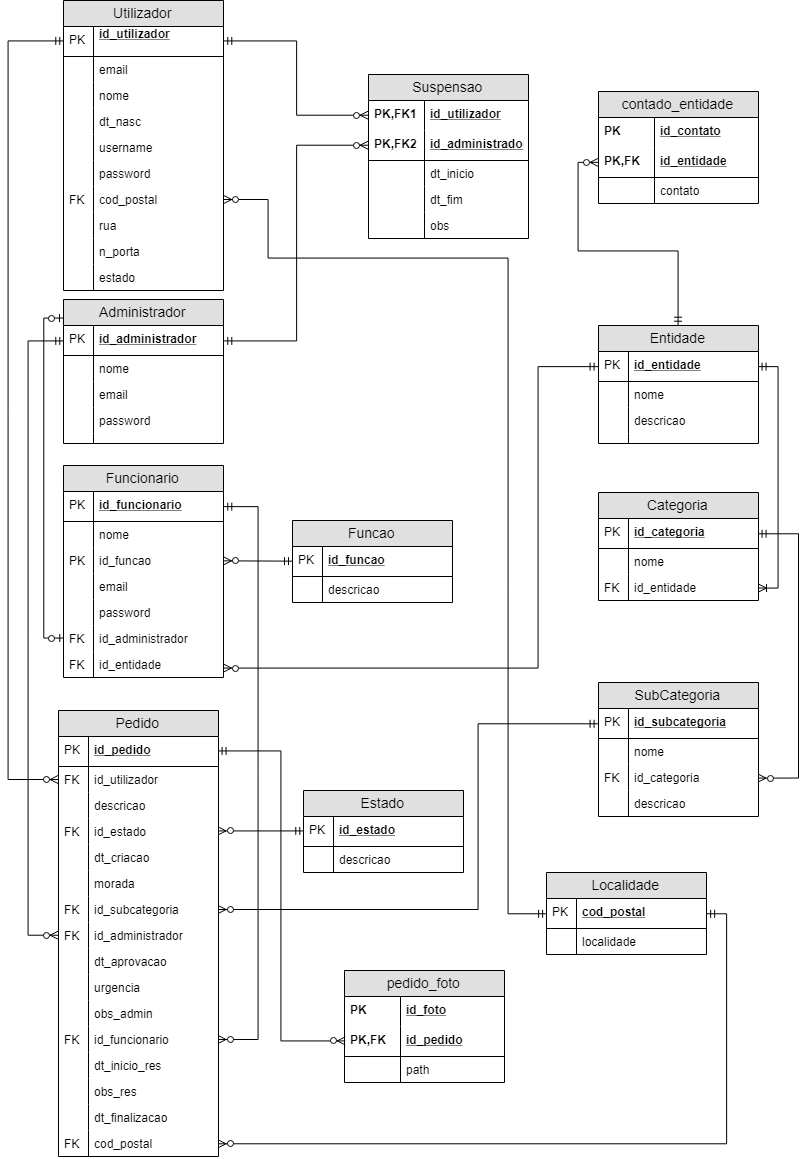 Utilizador
PK id_utilizador
email
nome
dt_nasc
username
password
FK cod_postal
rua
n_porta
estado
Suspensao
PK,FK1 id_utilizador
PK,FK2 id_administrado
dt_inicio
dt_fim
obs
contado_entidade
PK id_contato
PK,FK id_entidade
contato
Administrador
PK id_administrador
nome
email
password
Entidade
PK id_entidade
nome
descricao
Funcionario
PK id_funcionario
nome
PK id_funcao
email
password
FK id_administrador
FK id_entidade
Funcao
PK id_funcao
descricao
Categoria
PK id_categoria
nome
FK id_entidade
SubCategoria
PK id_subcategoria
nome
FK id_categoria
descricao
Pedido
PK id_pedido
FK id_utilizador
descricao
FK id_estado
dt_criacao
morada
FK id_subcategoria
FK id_administrador
dt_aprovacao
urgencia
obs_admin
FK id_funcionario
dt_inicio_res
obs_res
dt_finalizacao
FK cod_postal
Estado
PK id_estado
descricao
Localidade
PK cod_postal
localidade
pedido_foto
PK id_foto
PK,FK id_pedido
path